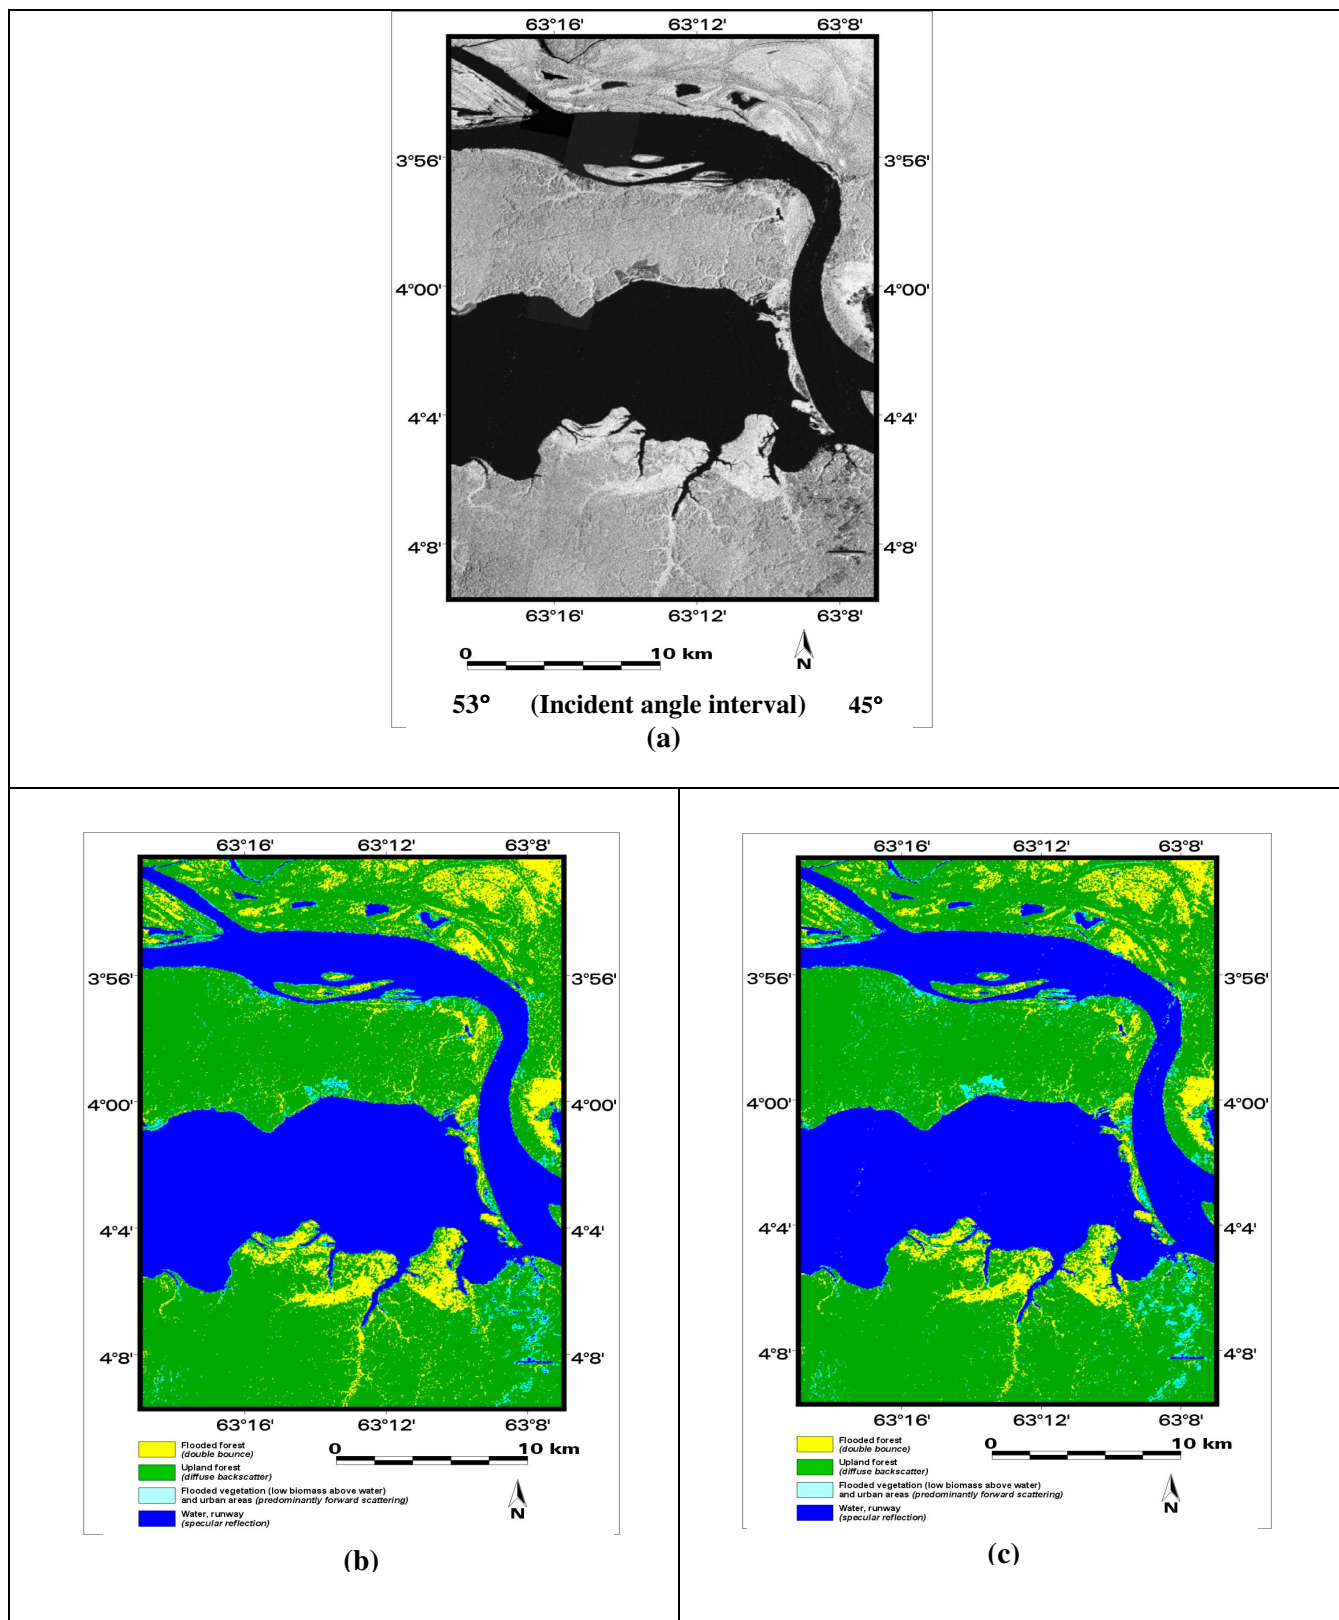 63°16' 63°12' 63°8'
3°56'
4°00' 4°00'
4°4' 4°4'
4°8' 4°8'
63°16' 63°12' 63°8'
0 10 km
N
53° (Incident angle interval) 45°
(a)
63°16' 63°12' 63°8'
3°56' 3°56'
4°00' 4°00'
4°4' 4°4'
4°8' 4°8'
63°16' 63°12' 63°8'
Flooded forest
(double bounce)
Upland forest
(diffuse backscatter)
Flooded vegetation (low biomass above water)
and urban areas (predominantly forward scattering)
Water, runway
(specular reflection)
0 10 km
N
(b)
63°16' 63°12' 63°8'
3°56' 3°56'
4°00' 4°00'
4°4' 4°4'
4°8' 4°8'
63°16' 63°12' 63°8'
Flooded forest
(double bounce)
Upland forest
(diffuse backscatter)
Flooded vegetation (low biomass above water)
and urban areas (predominantly forward scattering)
Water, runway
(specular reflection)
0 10 km
N
(c)